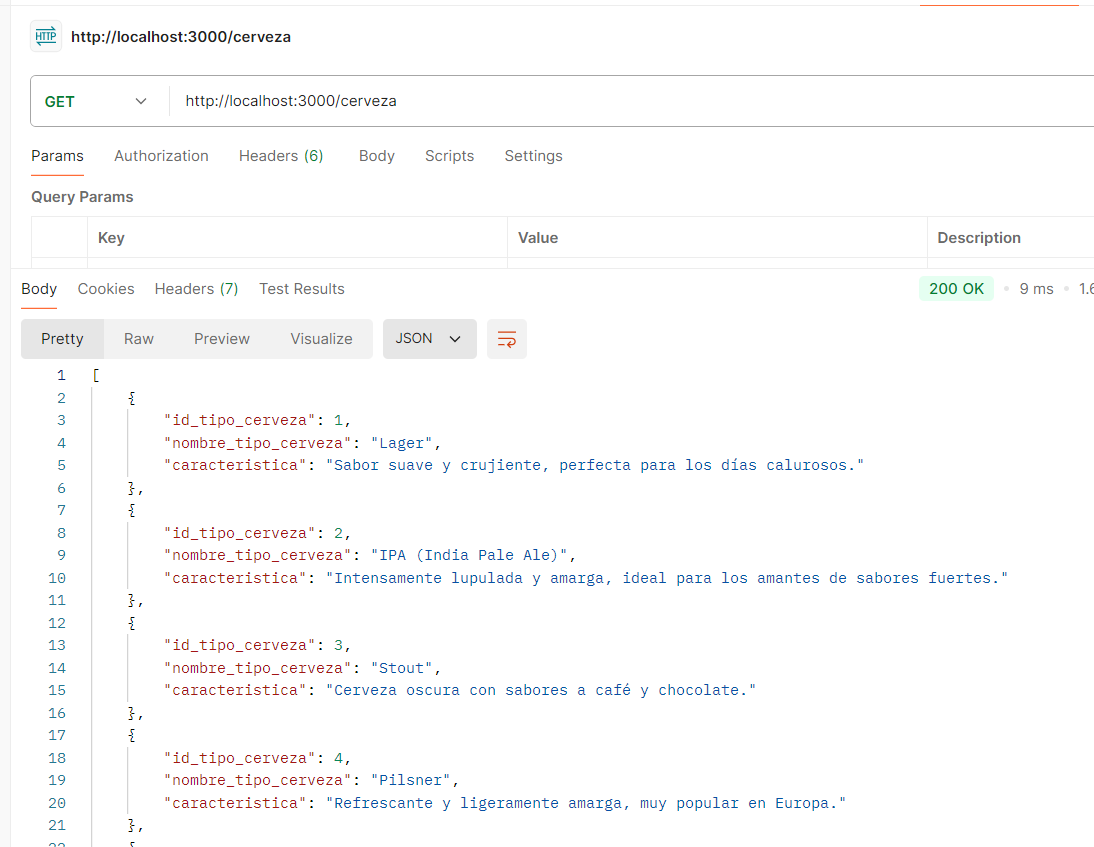 HTTP http://localhost:3000/cerveza
GET http://localhost:3000/cerveza
Params Authorization Headers (6) Body Scripts Settings
Query Params
Key Value Description
Body Cookies Headers (7) Test Results 200 OK • 9 ms •
Pretty Raw Preview Visualize JSON
1 [
2 {
3 "id_tipo_cerveza": 1,
4 "nombre_tipo_cerveza": "Lager",
5 "caracteristica": "Sabor suave y crujiente, perfecta para los días calurosos."
6 },
7 {
8 "id_tipo_cerveza": 2,
9 "nombre_tipo_cerveza": "IPA (India Pale Ale)",
10 "caracteristica": "Intensamente lupulada y amarga, ideal para los amantes de sabores fuertes."
11 },
12 {
13 "id_tipo_cerveza": 3,
14 "nombre_tipo_cerveza": "Stout",
15 "caracteristica": "Cerveza oscura con sabores a café y chocolate."
16 },
17 {
18 "id_tipo_cerveza": 4,
19 "nombre_tipo_cerveza": "Pilsner",
20 "caracteristica": "Refrescante y ligeramente amarga, muy popular en Europa."
21 },